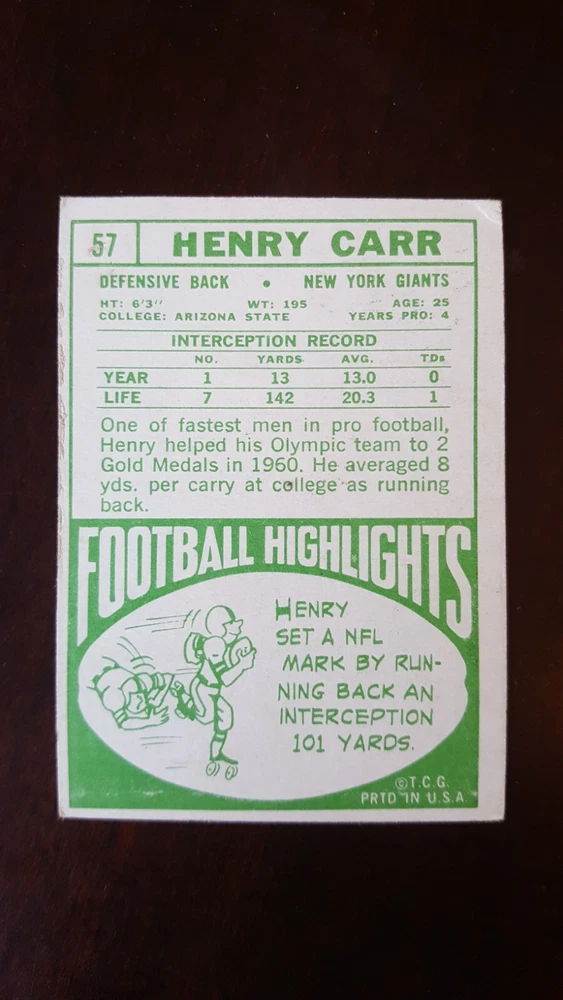 57 HENRY CARR
DEFENSIVE BACK • NEW YORK GIANTS
HT: 6'3" WT: 195 AGE: 25
COLLEGE: ARIZONA STATE YEARS PRO: 4
INTERCEPTION RECORD
NO. YARDS AVG. TDs
YEAR 1 13 13.0 0
LIFE 7 142 20.3 1
One of fastest men in pro football,
Henry helped his Olympic team to 2
Gold Medals in 1960. He averaged 8
yds. per carry at college as running
back.
FOOTBALL HIGHLIGHTS
HENRY
SET A NFL
MARK BY RUN-
NING BACK AN
INTERCEPTION
101 YARDS.
©T.C.G.
PRTD IN U.S.A.